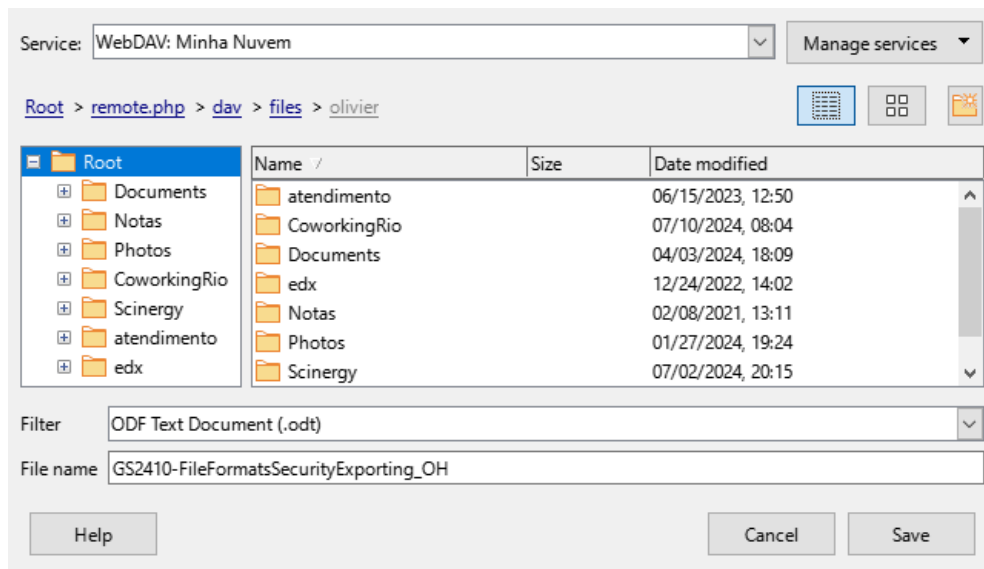 Service: WebDAV: Minha Nuvem Manage services
Root > remote.php > dav > files > olivier
Root
Documents
Notas
Photos
CoworkingRio
Scinergy
atendimento
edx
Name Size Date modified
atendimento 06/15/2023, 12:50
CoworkingRio 07/10/2024, 08:04
Documents 04/03/2024, 18:09
edx 12/24/2022, 14:02
Notas 02/08/2021, 13:11
Photos 01/27/2024, 19:24
Scinergy 07/02/2024, 20:15
Filter ODF Text Document (.odt)
File name GS2410-FileFormatsSecurityExporting_OH
Help Cancel Save